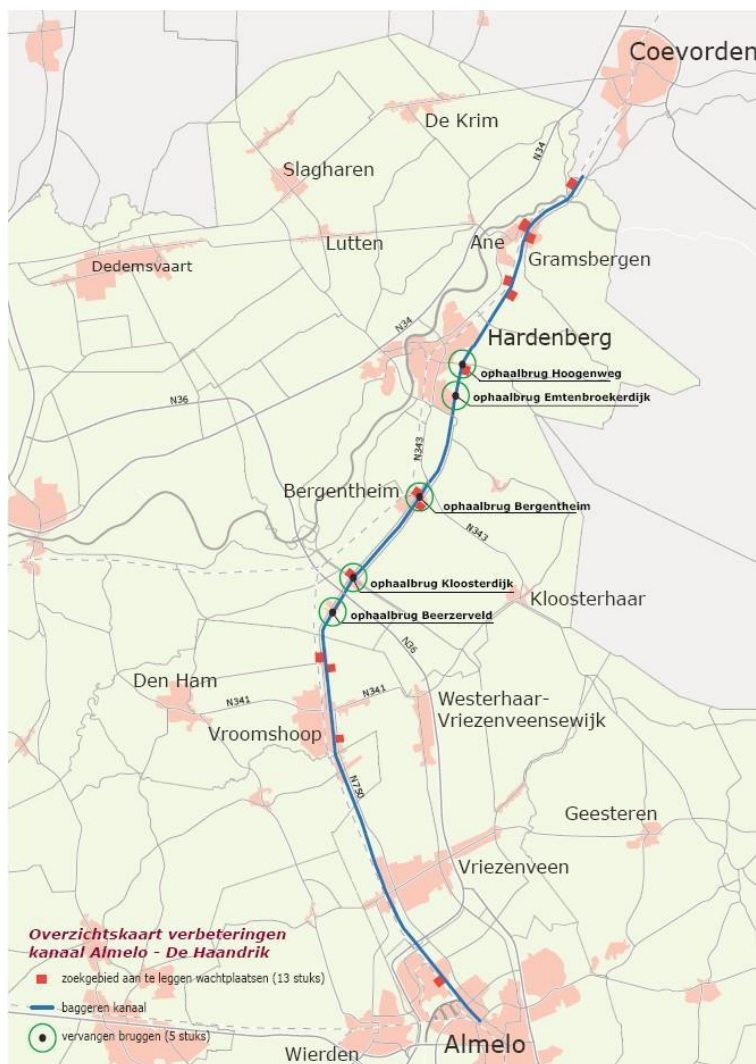 Coevorden
De Krim
N34
Slagharen
Ane
Lutten
Gramsbergen
Dedemsvaart
N34
Hardenberg
ophaalbrug Hoogenweg
N36
ophaalbrug Emtenbroekerdijk
N343
Bergentheim
ophaalbrug Bergentheim
N343
ophaalbrug Kloosterdijk
Kloosterhaar
ophaalbrug Beerzerveld
N36
Den Ham
N341
N341
Westerhaar-
Vriezenveensewijk
Vroomshoop
N750
Geesteren
Vriezenveen
Overzichtskaart verbeteringen
kanaal Almelo - De Haandrik
zoekgebied aan te leggen wachtplaatsen (13 stuks)
baggeren kanaal
vervangen bruggen (5 stuks)
Wierden
Almelo